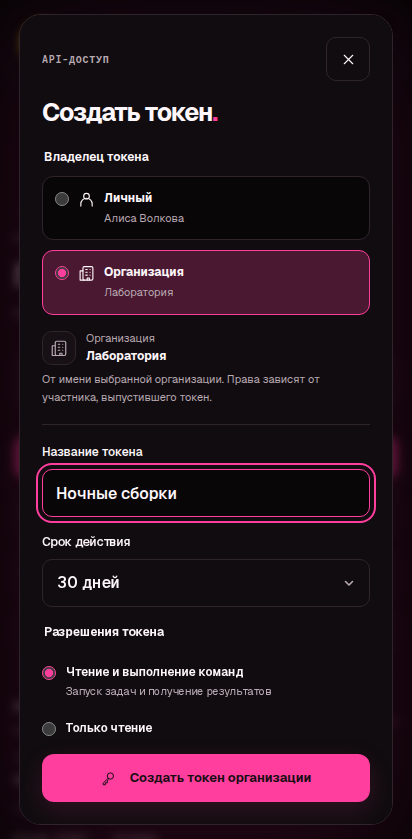 API-ДОСТУП
Создать токен.
Владелец токена
Личный
Алиса Волкова
Организация
Лаборатория
Организация
Лаборатория
От имени выбранной организации. Права зависят от
участника, выпустившего токен.
Название токена
Ночные сборки
Срок действия
30 дней
Разрешения токена
Чтение и выполнение команд
Запуск задач и получение результатов
Только чтение
Создать токен организации